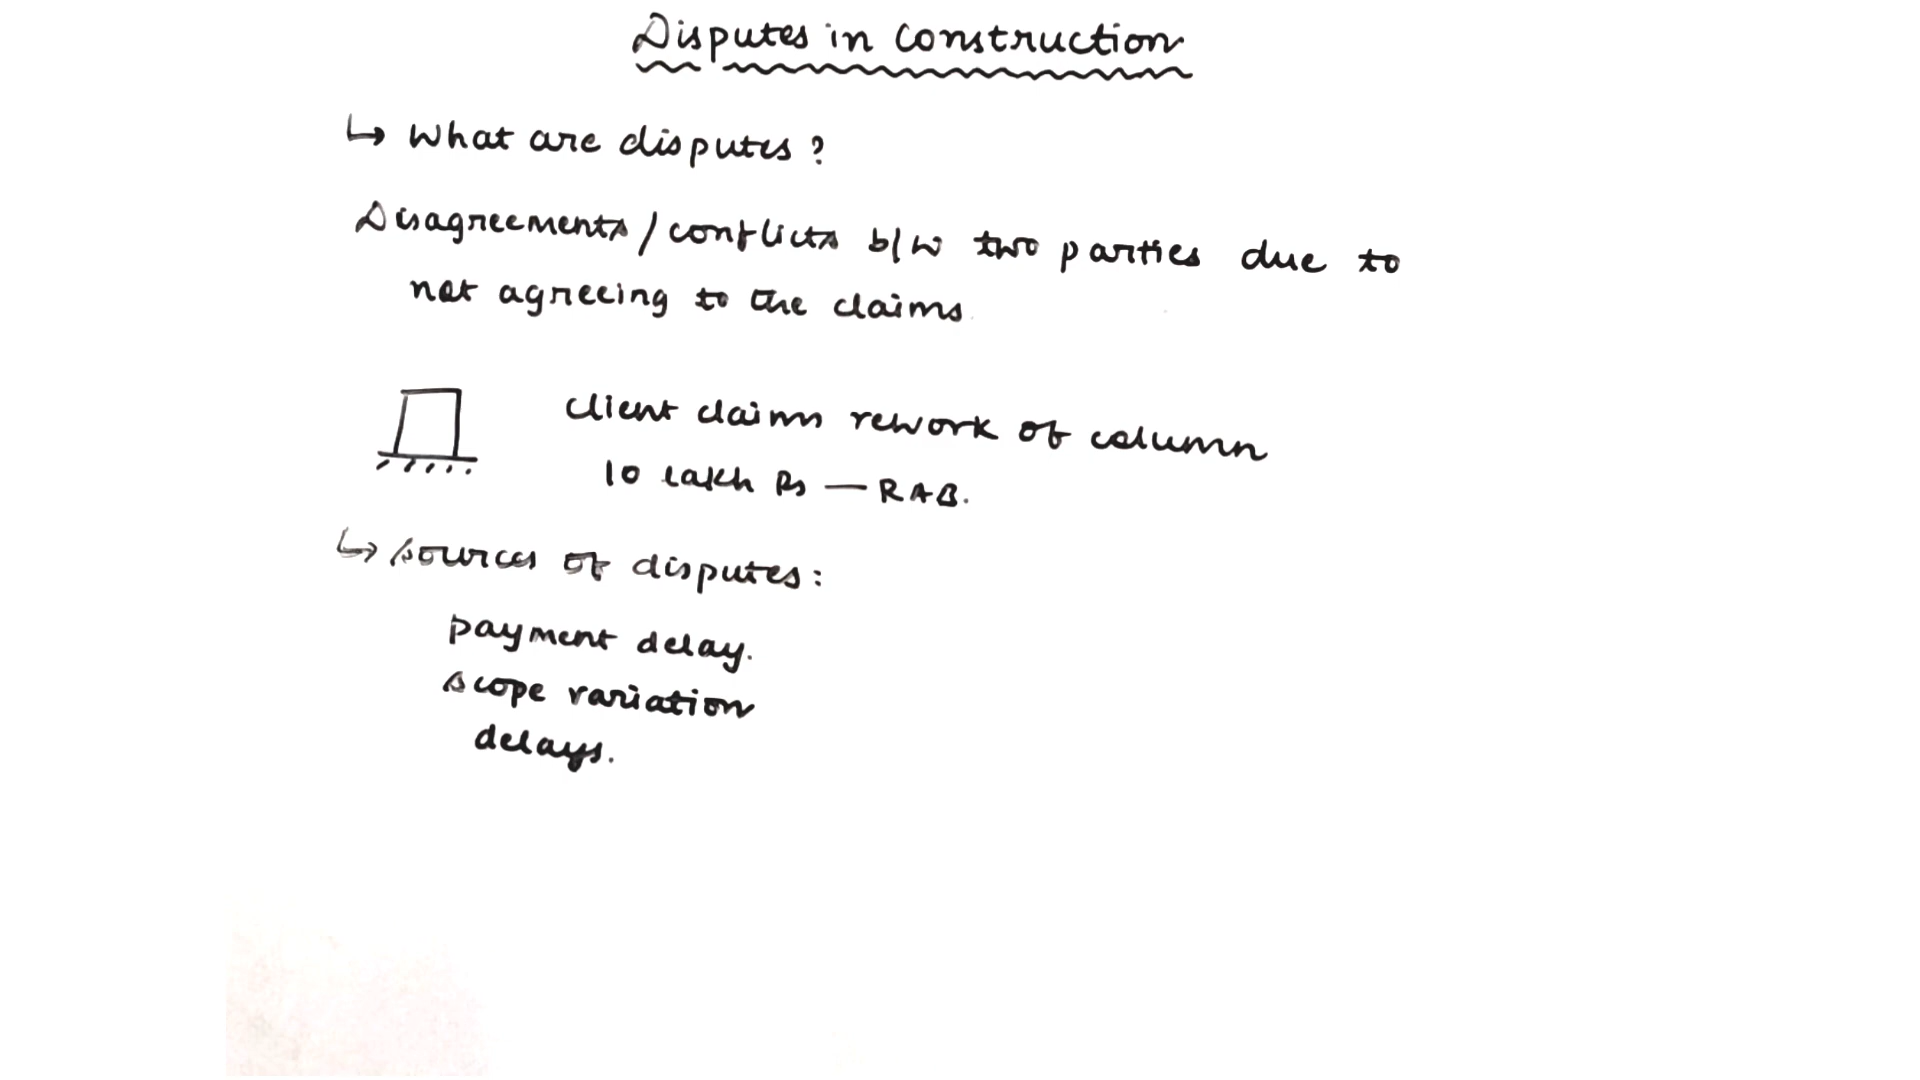 Disputes in construction
↳ What are disputes?
Disagreements/conflicts b/w two parties due to
not agreeing to the claims.
client claims rework of column
10 lakh Rs — RAB.
↳ sources of disputes:
payment delay.
scope variation
delays.